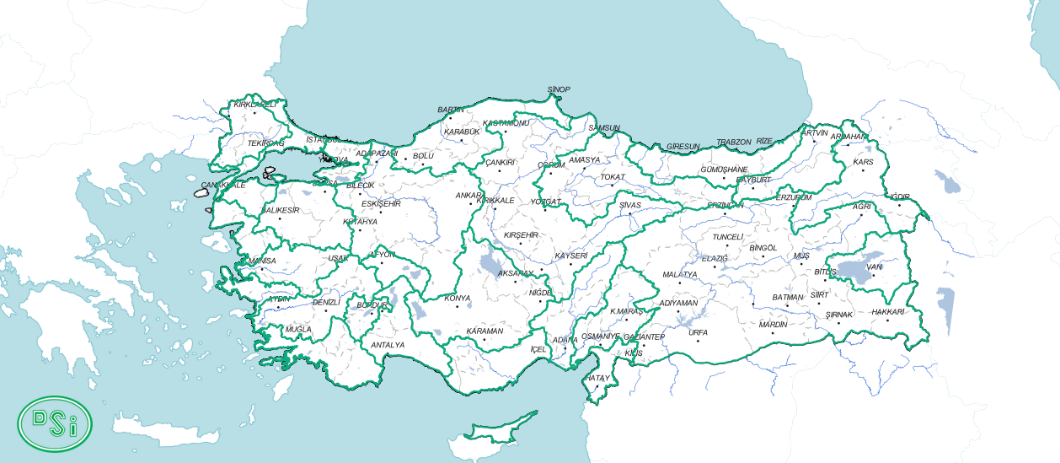 SİNOP
KIRKLARELİ
BARTIN
KASTAMONU
SAMSUN
KARABÜK
ARTVİN
ARDAHAN
TEKİRDAĞ
GİRESUN
TRABZON
RİZE
ADAPAZARI
BOLU
ÇANKIRI
ÇORUM
AMASYA
KARS
GÜMÜŞHANE
TOKAT
BAYBURT
ÇANAKKALE
BİLECİK
ANKARA
KIRIKKALE
YOZGAT
SİVAS
ERZİNCAN
ERZURUM
AĞRI
IĞDIR
BALIKESİR
ESKİŞEHİR
KÜTAHYA
KIRŞEHİR
TUNCELİ
BİNGÖL
MANİSA
UŞAK
AFYON
KAYSERİ
ELAZIĞ
MUŞ
BİTLİS
VAN
AKSARAY
MALATYA
NİĞDE
AYDIN
DENİZLİ
BURDUR
KONYA
ADIYAMAN
BATMAN
SİİRT
K.MARAŞ
ŞIRNAK
HAKKARİ
MUĞLA
KARAMAN
URFA
MARDİN
ANTALYA
İÇEL
ADANA
OSMANİYE
GAZİANTEP
KİLİS
HATAY
DSİ